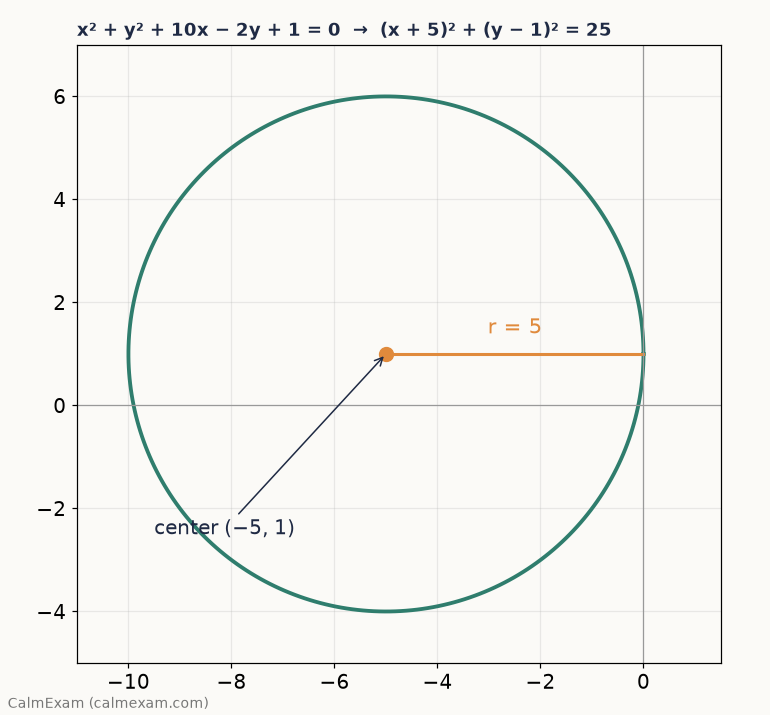 x² + y² + 10x − 2y + 1 = 0 → (x + 5)² + (y − 1)² = 25
6
4
2
r = 5
0
−2
center (−5, 1)
−4
−10 −8 −6 −4 −2 0
CalmExam (calmexam.com)